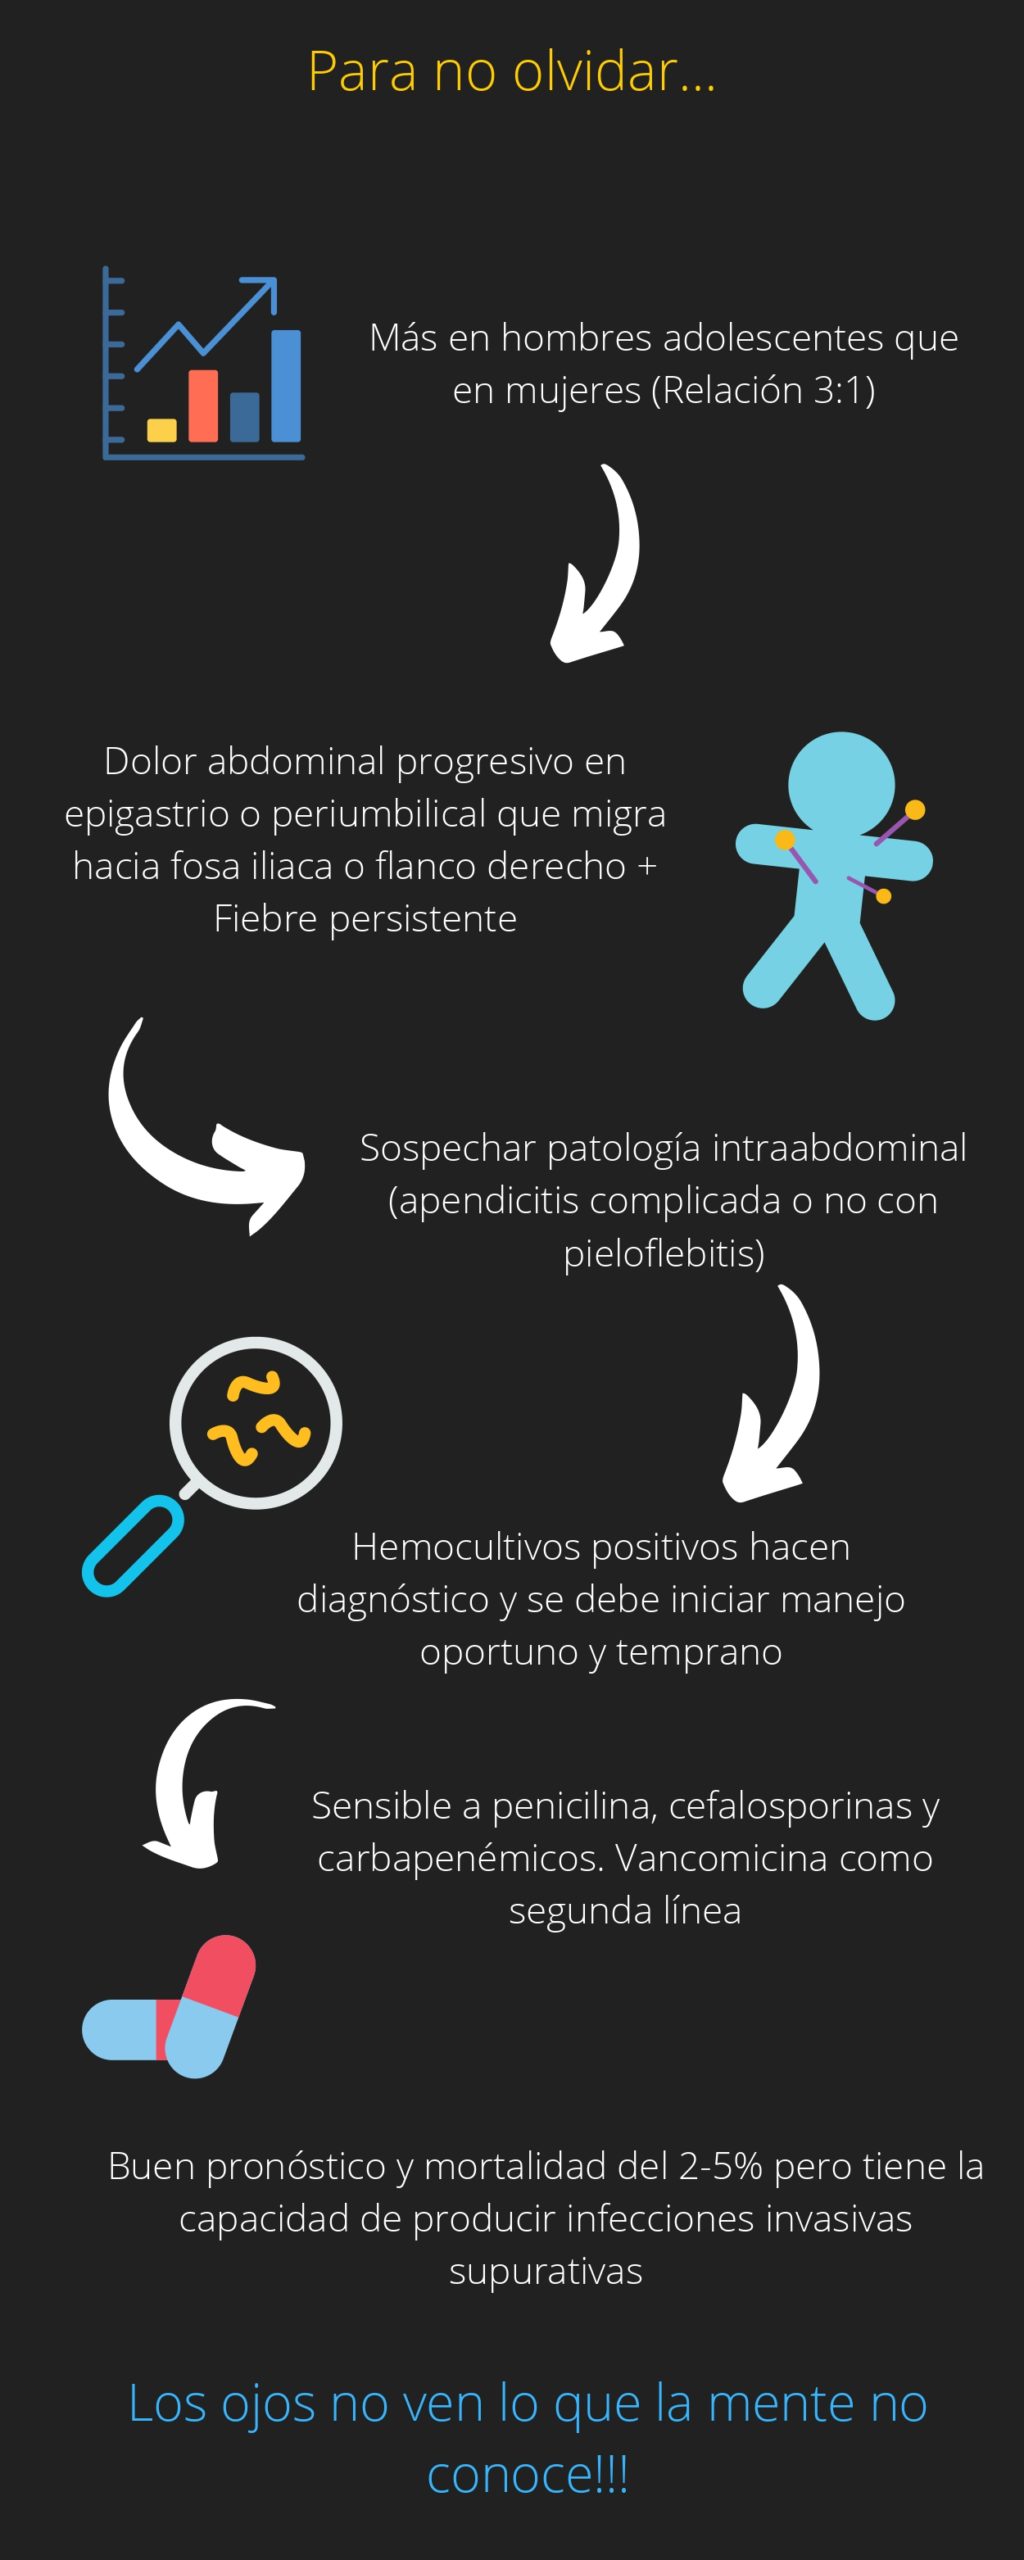 Para no olvidar...
Más en hombres adolescentes que
en mujeres (Relación 3:1)
Dolor abdominal progresivo en
epigastrio o periumbilical que migra
hacia fosa iliaca o flanco derecho +
Fiebre persistente
Sospechar patología intraabdominal
(apendicitis complicada o no con
pieloflebitis)
Hemocultivos positivos hacen
diagnóstico y se debe iniciar manejo
oportuno y temprano
Sensible a penicilina, cefalosporinas y
carbapenémicos. Vancomicina como
segunda línea
Buen pronóstico y mortalidad del 2-5% pero tiene la
capacidad de producir infecciones invasivas
supurativas
Los ojos no ven lo que la mente no
conoce!!!